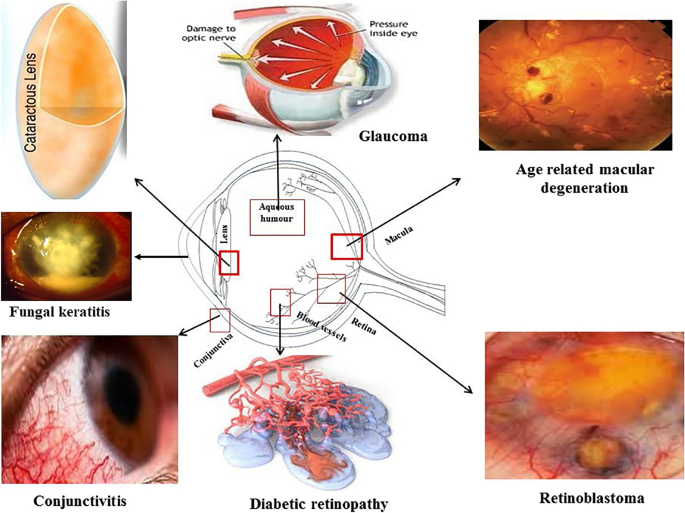 Cataractous Lens
Damage to
optic nerve
Pressure
inside eye
Glaucoma
Age related macular
degeneration
Aqueous
humour
Lens
Macula
Fungal keratitis
Conjunctiva
Blood vessels
Retina
Conjunctivitis
Diabetic retinopathy
Retinoblastoma